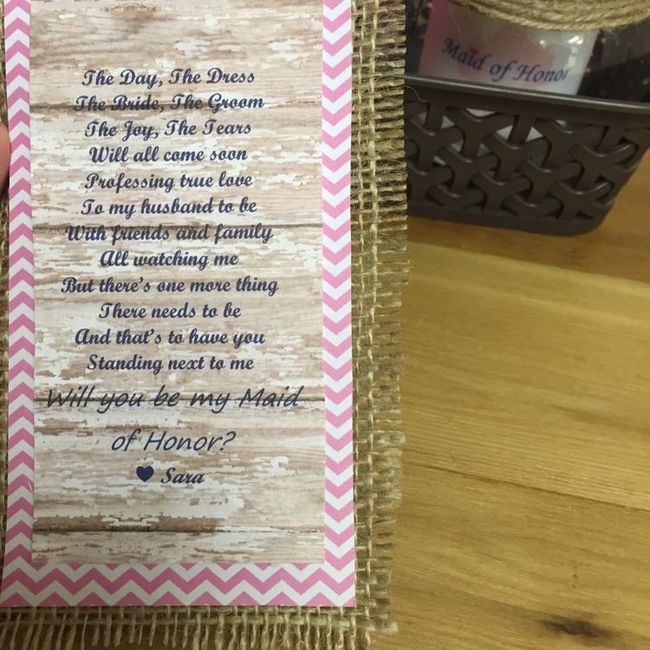 The Day, The Dress
The Bride, The Groom
The Joy, The Tears
Will all come soon
Professing true love
To my husband to be
With friends and family
All watching me
But there's one more thing
There needs to be
And that's to have you
Standing next to me
Will you be my Maid
of Honor?
♥ Sara
Maid of Honor